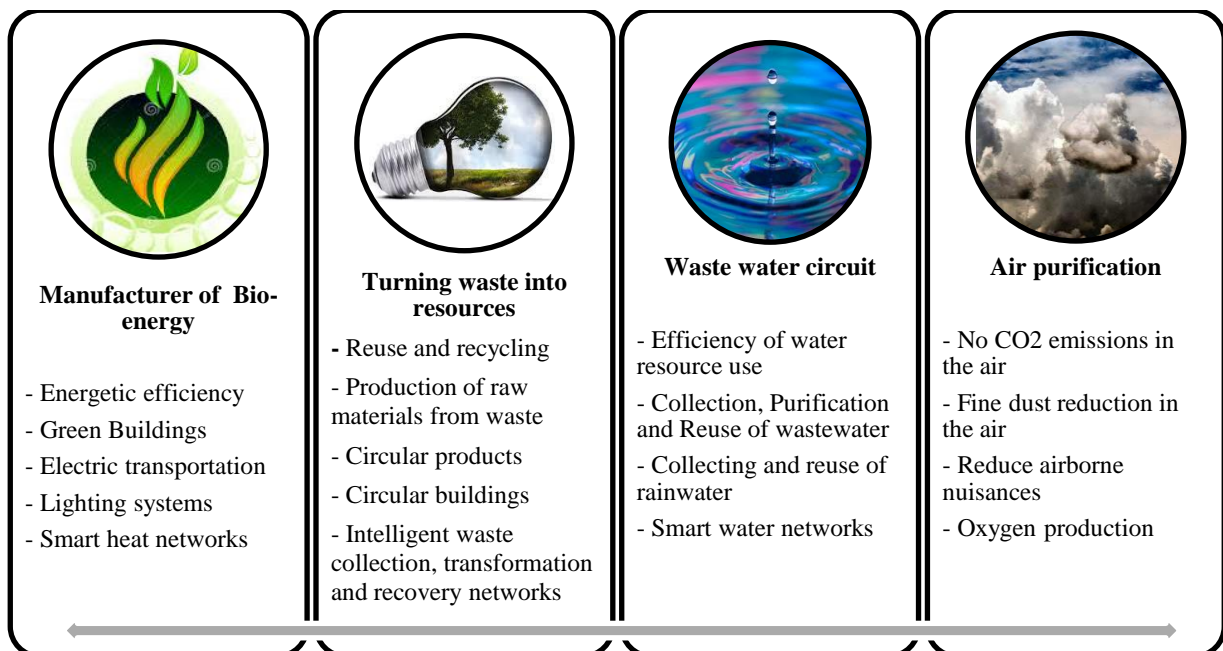 Manufacturer of Bio-
energy
- Energetic efficiency
- Green Buildings
- Electric transportation
- Lighting systems
- Smart heat networks
Turning waste into
resources
- Reuse and recycling
- Production of raw
materials from waste
- Circular products
- Circular buildings
- Intelligent waste
collection, transformation
and recovery networks
Waste water circuit
- Efficiency of water
resource use
- Collection, Purification
and Reuse of wastewater
- Collecting and reuse of
rainwater
- Smart water networks
Air purification
- No CO2 emissions in
the air
- Fine dust reduction in
the air
- Reduce airborne
nuisances
- Oxygen production